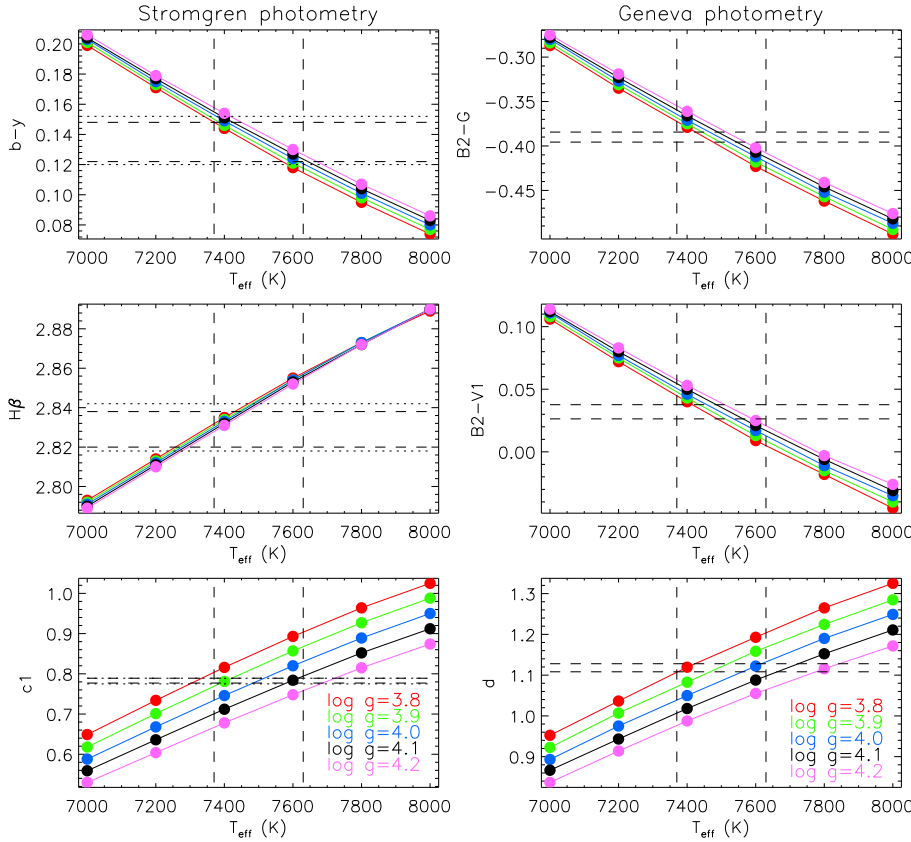 Stromgren photometry
Geneva photometry
0.20
0.18
0.16
0.14
0.12
0.10
0.08
b−y
7000 7200 7400 7600 7800 8000
Teff (K)
−0.30
−0.35
−0.40
−0.45
B2−G
7000 7200 7400 7600 7800 8000
Teff (K)
2.88
2.86
2.84
2.82
2.80
Hβ
7000 7200 7400 7600 7800 8000
Teff (K)
0.10
0.05
0.00
B2−V1
7000 7200 7400 7600 7800 8000
Teff (K)
1.0
0.9
0.8
0.7
0.6
c1
log g=3.8
log g=3.9
log g=4.0
log g=4.1
log g=4.2
7000 7200 7400 7600 7800 8000
Teff (K)
1.3
1.2
1.1
1.0
0.9
d
log g=3.8
log g=3.9
log g=4.0
log g=4.1
log g=4.2
7000 7200 7400 7600 7800 8000
Teff (K)